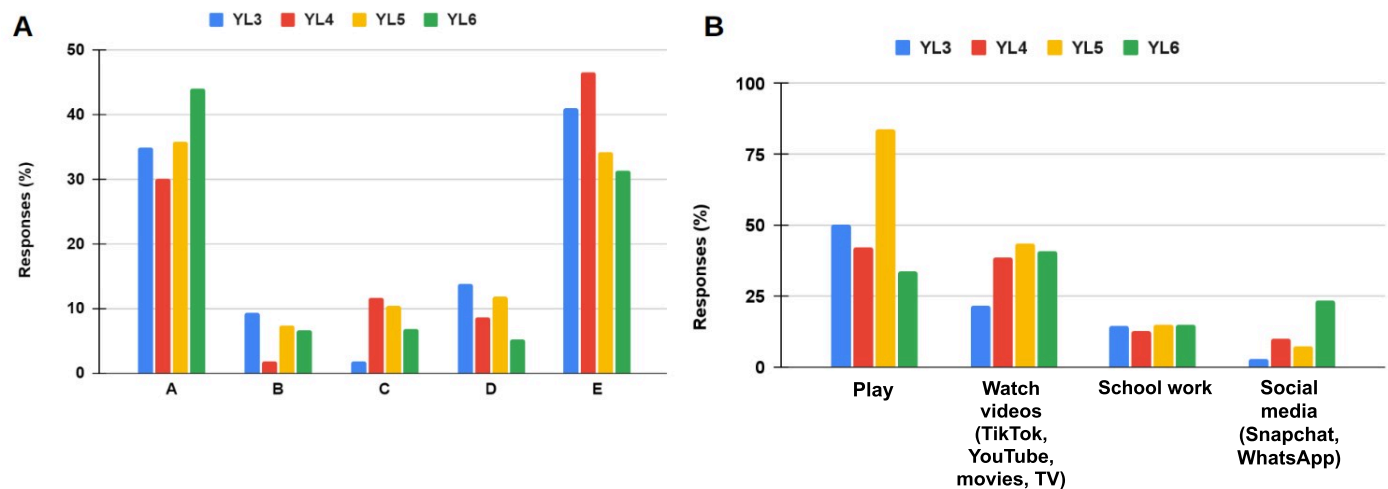 A
YL3 YL4 YL5 YL6
Responses (%)
50
40
30
20
10
0
A B C D E
B
YL3 YL4 YL5 YL6
Responses (%)
100
75
50
25
0
Play
Watch
videos
(TikTok,
YouTube,
movies, TV)
School work
Social
media
(Snapchat,
WhatsApp)